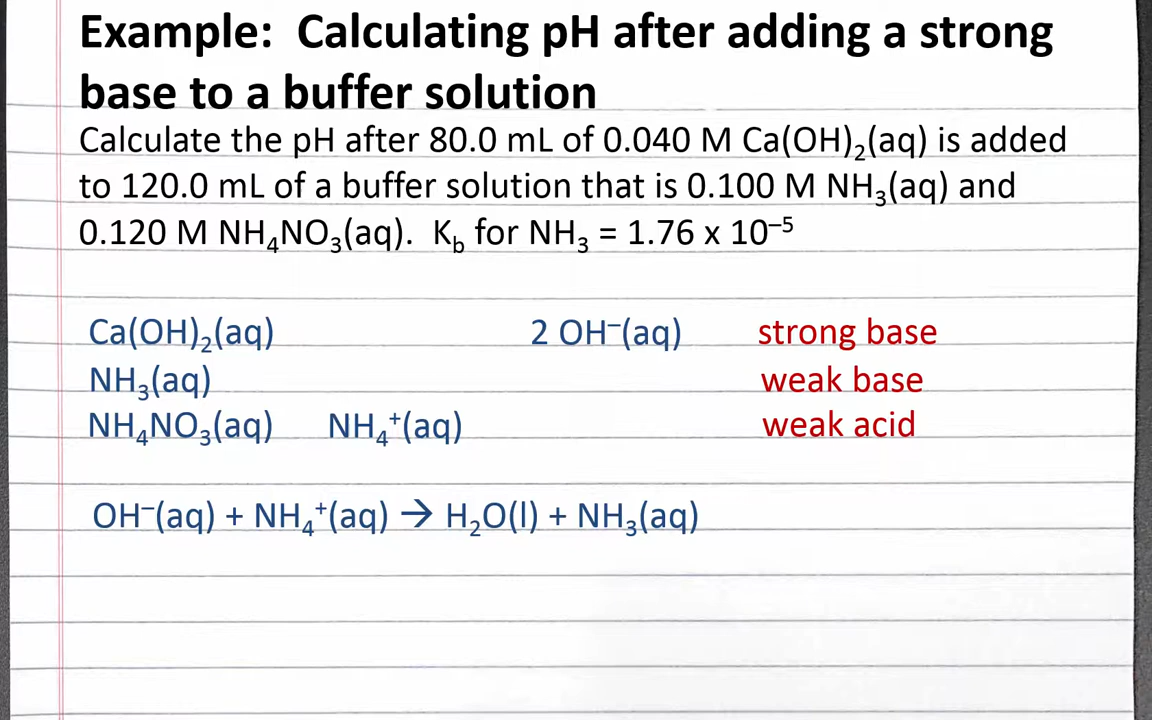 Example: Calculating pH after adding a strong
base to a buffer solution
Calculate the pH after 80.0 mL of 0.040 M Ca(OH)₂(aq) is added
to 120.0 mL of a buffer solution that is 0.100 M NH₃(aq) and
0.120 M NH₄NO₃(aq). K_b for NH₃ = 1.76 x 10⁻⁵
Ca(OH)₂(aq) 2 OH⁻(aq) strong base
NH₃(aq) weak base
NH₄NO₃(aq) NH₄⁺(aq) weak acid
OH⁻(aq) + NH₄⁺(aq) → H₂O(l) + NH₃(aq)